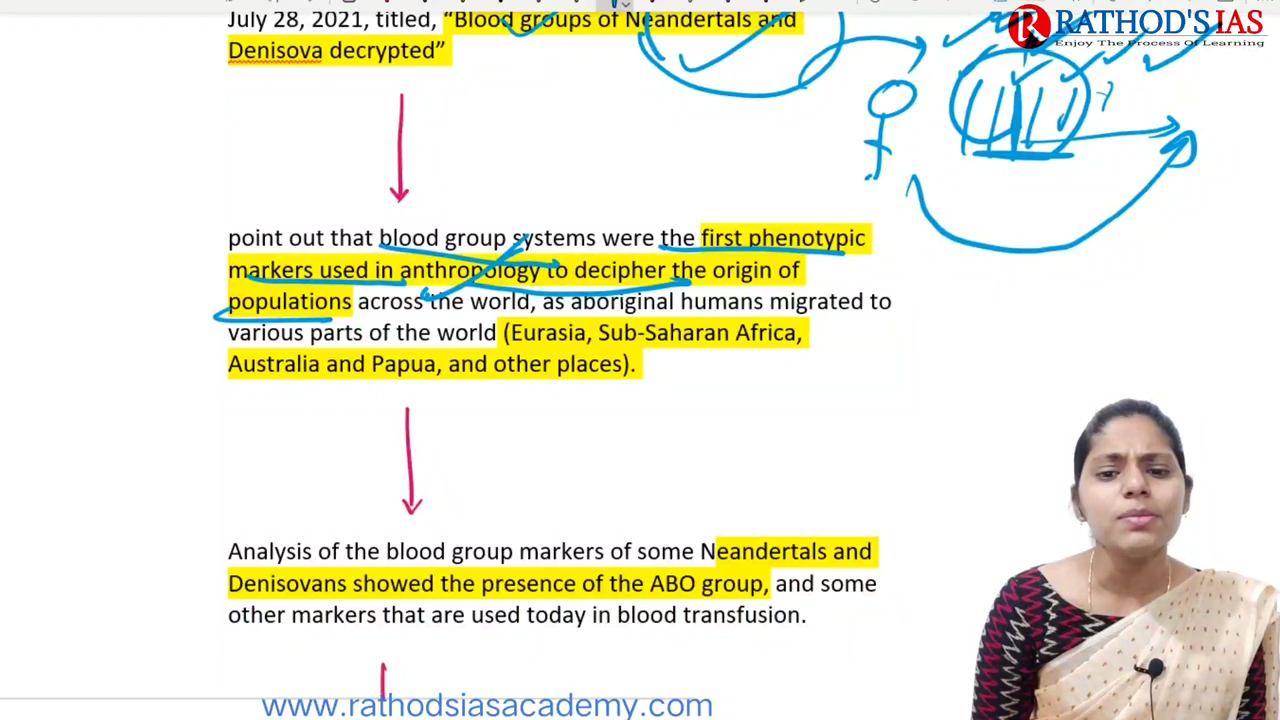 July 28, 2021, titled, “Blood groups of Neandertals and
Denisova decrypted”
RATHOD'S IAS
Enjoy The Process Of Learning
point out that blood group systems were the first phenotypic
markers used in anthropology to decipher the origin of
populations across the world, as aboriginal humans migrated to
various parts of the world (Eurasia, Sub-Saharan Africa,
Australia and Papua, and other places).
Analysis of the blood group markers of some Neandertals and
Denisovans showed the presence of the ABO group, and some
other markers that are used today in blood transfusion.
www.rathodsiasacademy.com